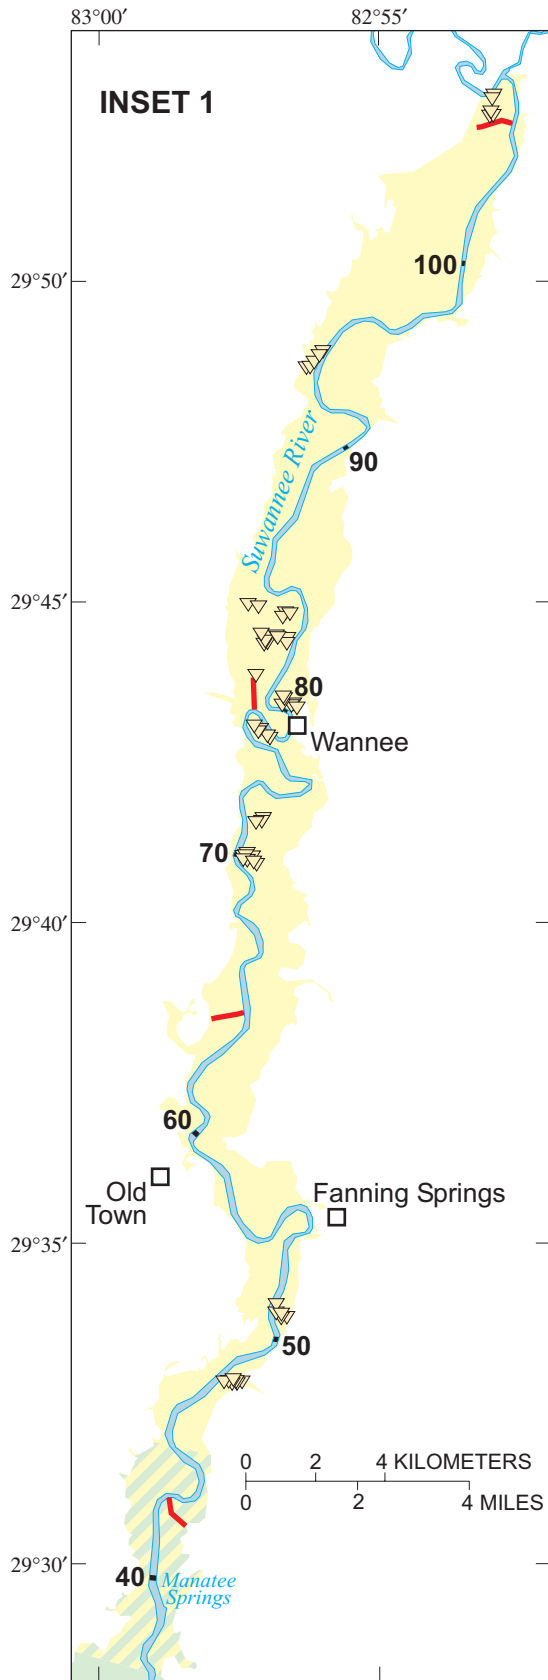 83°00′ 82°55′
INSET 1
100
29°50′
Suwannee River
90
29°45′
80
Wannee
70
29°40′
60
Old
Town
Fanning Springs
29°35′
50
0 2 4 KILOMETERS
0 2 4 MILES
29°30′
40
Manatee
Springs